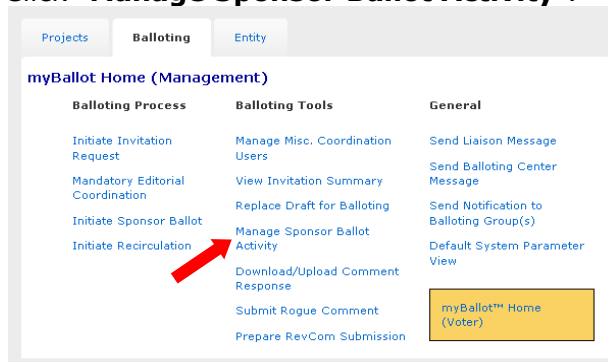 Click "Manage Sponsor Ballot Activity".
Projects
Balloting
Entity
myBallot Home (Management)
Balloting Process
Initiate Invitation
Request
Mandatory Editorial
Coordination
Initiate Sponsor Ballot
Initiate Recirculation
Balloting Tools
Manage Misc. Coordination
Users
View Invitation Summary
Replace Draft for Balloting
Manage Sponsor Ballot
Activity
Download/Upload Comment
Response
Submit Rogue Comment
Prepare RevCom Submission
General
Send Liaison Message
Send Balloting Center
Message
Send Notification to
Balloting Group(s)
Default System Parameter
View
myBallot™ Home
(Voter)